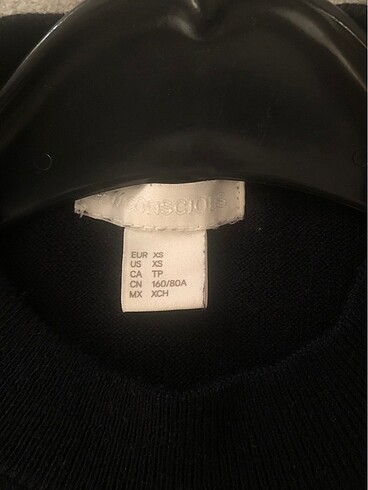 CONSCIOUS
EUR XS
US XS
CA TP
CN 160/80A
MX XCH